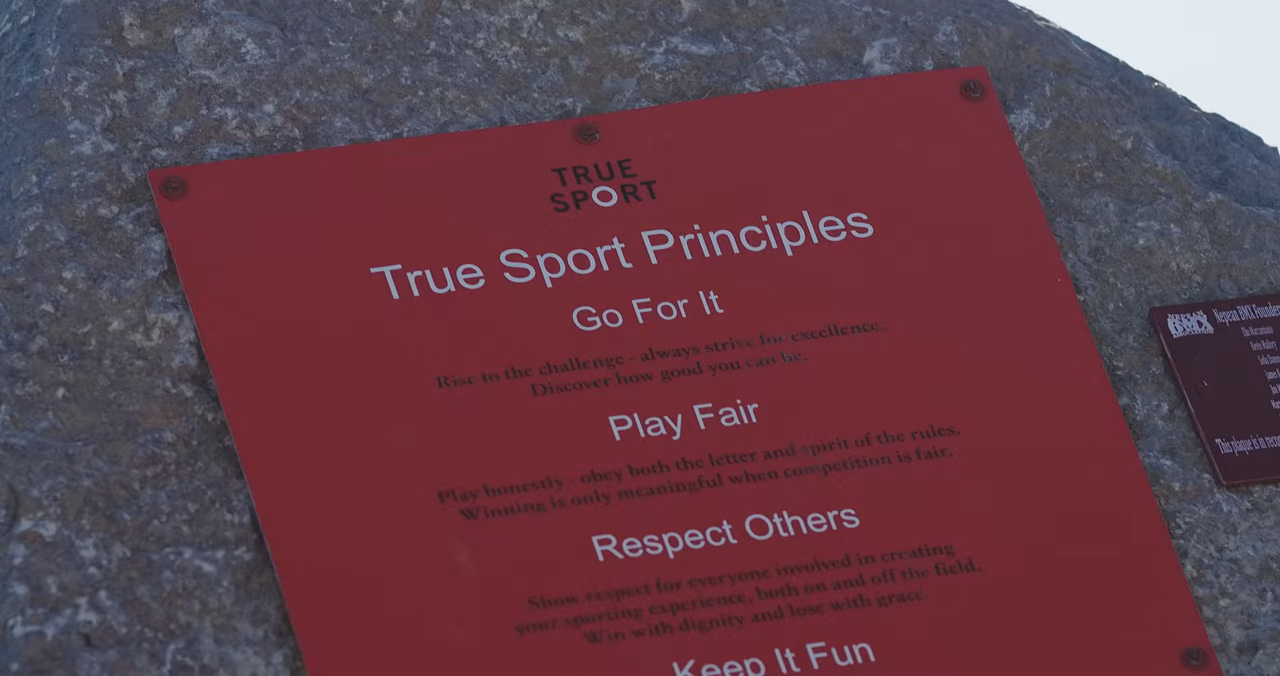 TRUE
SPORT
True Sport Principles
Go For It
Rise to the challenge - always strive for excellence.
Discover how good you can be.
Play Fair
Play honestly - obey both the letter and spirit of the rules.
Winning is only meaningful when competition is fair.
Respect Others
Show respect for everyone involved in creating
your sporting experience, both on and off the field.
Win with dignity and lose with grace.
Keep It Fun
NEPEAN
BMX
Nepean BMX Founders
"This plaque is in